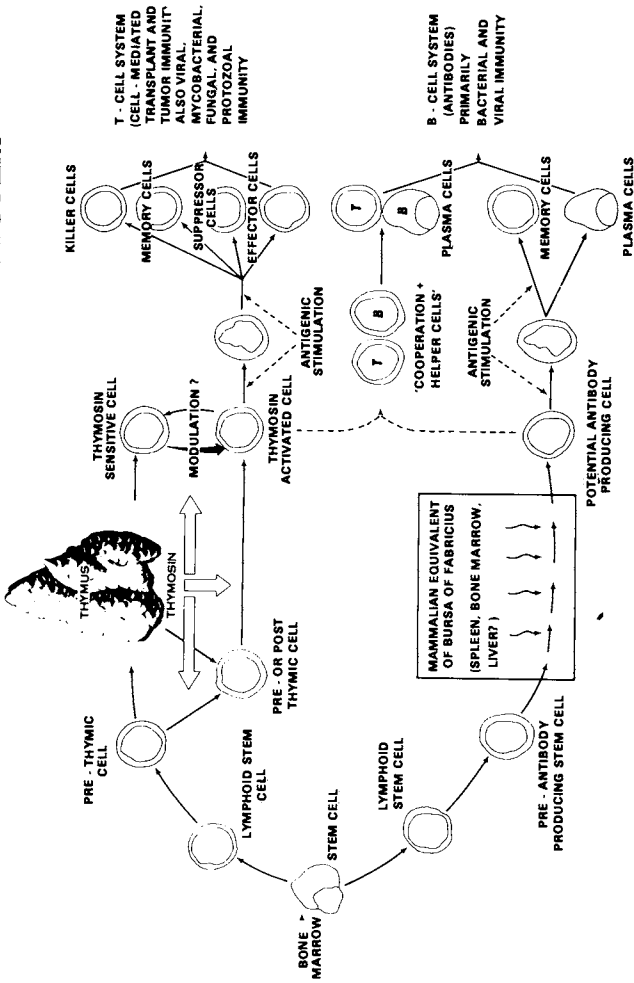 BONE
MARROW
STEM CELL
LYMPHOID STEM
CELL
PRE - THYMIC
CELL
PRE - OR POST
THYMIC CELL
THYMUS
THYMOSIN
THYMOSIN
SENSITIVE CELL
MODULATION ?
THYMOSIN
ACTIVATED CELL
ANTIGENIC
STIMULATION
KILLER CELLS
MEMORY CELLS
SUPPRESSOR
CELLS
EFFECTOR CELLS
T - CELL SYSTEM
(CELL - MEDIATED
TRANSPLANT AND
TUMOR IMMUNITY
ALSO VIRAL,
MYCOBACTERIAL,
FUNGAL, AND
PROTOZOAL
IMMUNITY
T
B
'COOPERATION +
HELPER CELLS'
T
B
PLASMA CELLS
LYMPHOID
STEM CELL
PRE - ANTIBODY
PRODUCING STEM CELL
MAMMALIAN EQUIVALENT
OF BURSA OF FABRICIUS
(SPLEEN, BONE MARROW,
LIVER? )
POTENTIAL ANTIBODY
PRODUCING CELL
ANTIGENIC
STIMULATION
MEMORY CELLS
PLASMA CELLS
B - CELL SYSTEM
(ANTIBODIES)
PRIMARILY
BACTERIAL AND
VIRAL IMMUNITY